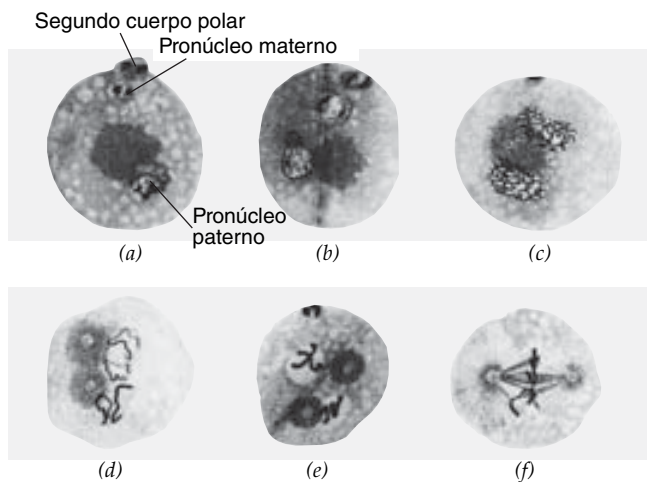 Segundo cuerpo polar
Pronúcleo materno
Pronúcleo
paterno
(a)
(b)
(c)
(d)
(e)
(f)